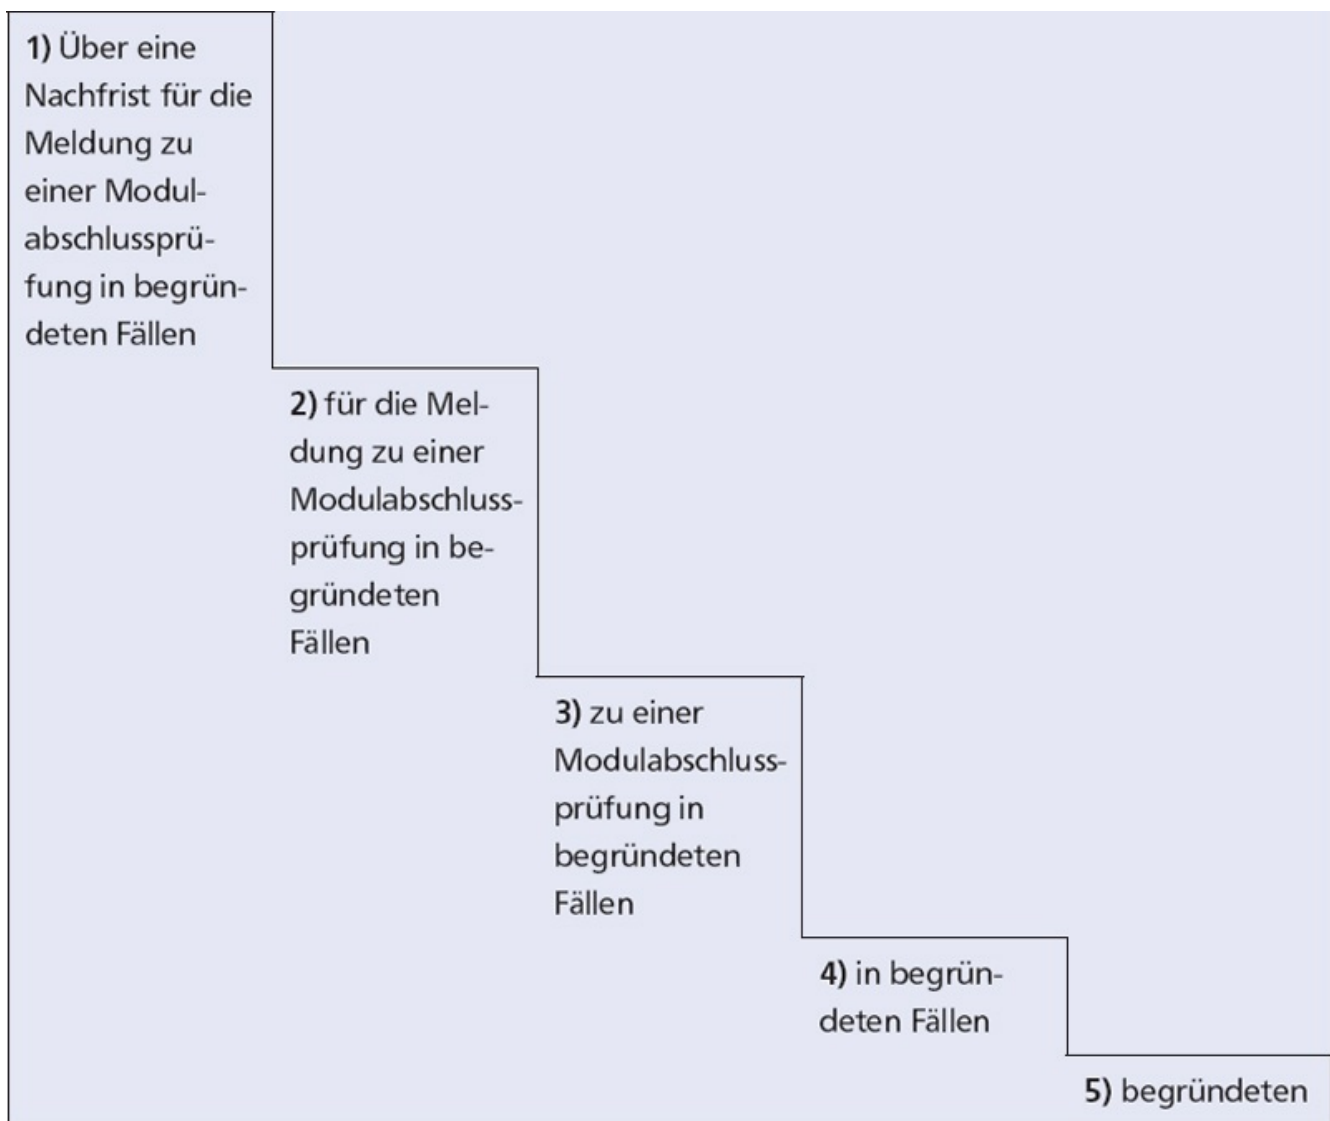 1) Über eine
Nachfrist für die
Meldung zu
einer Modul-
abschlussprü-
fung in begrün-
deten Fällen
2) für die Mel-
dung zu einer
Modulabschluss-
prüfung in be-
gründeten
Fällen
3) zu einer
Modulabschluss-
prüfung in
begründeten
Fällen
4) in begrün-
deten Fällen
5) begründeten